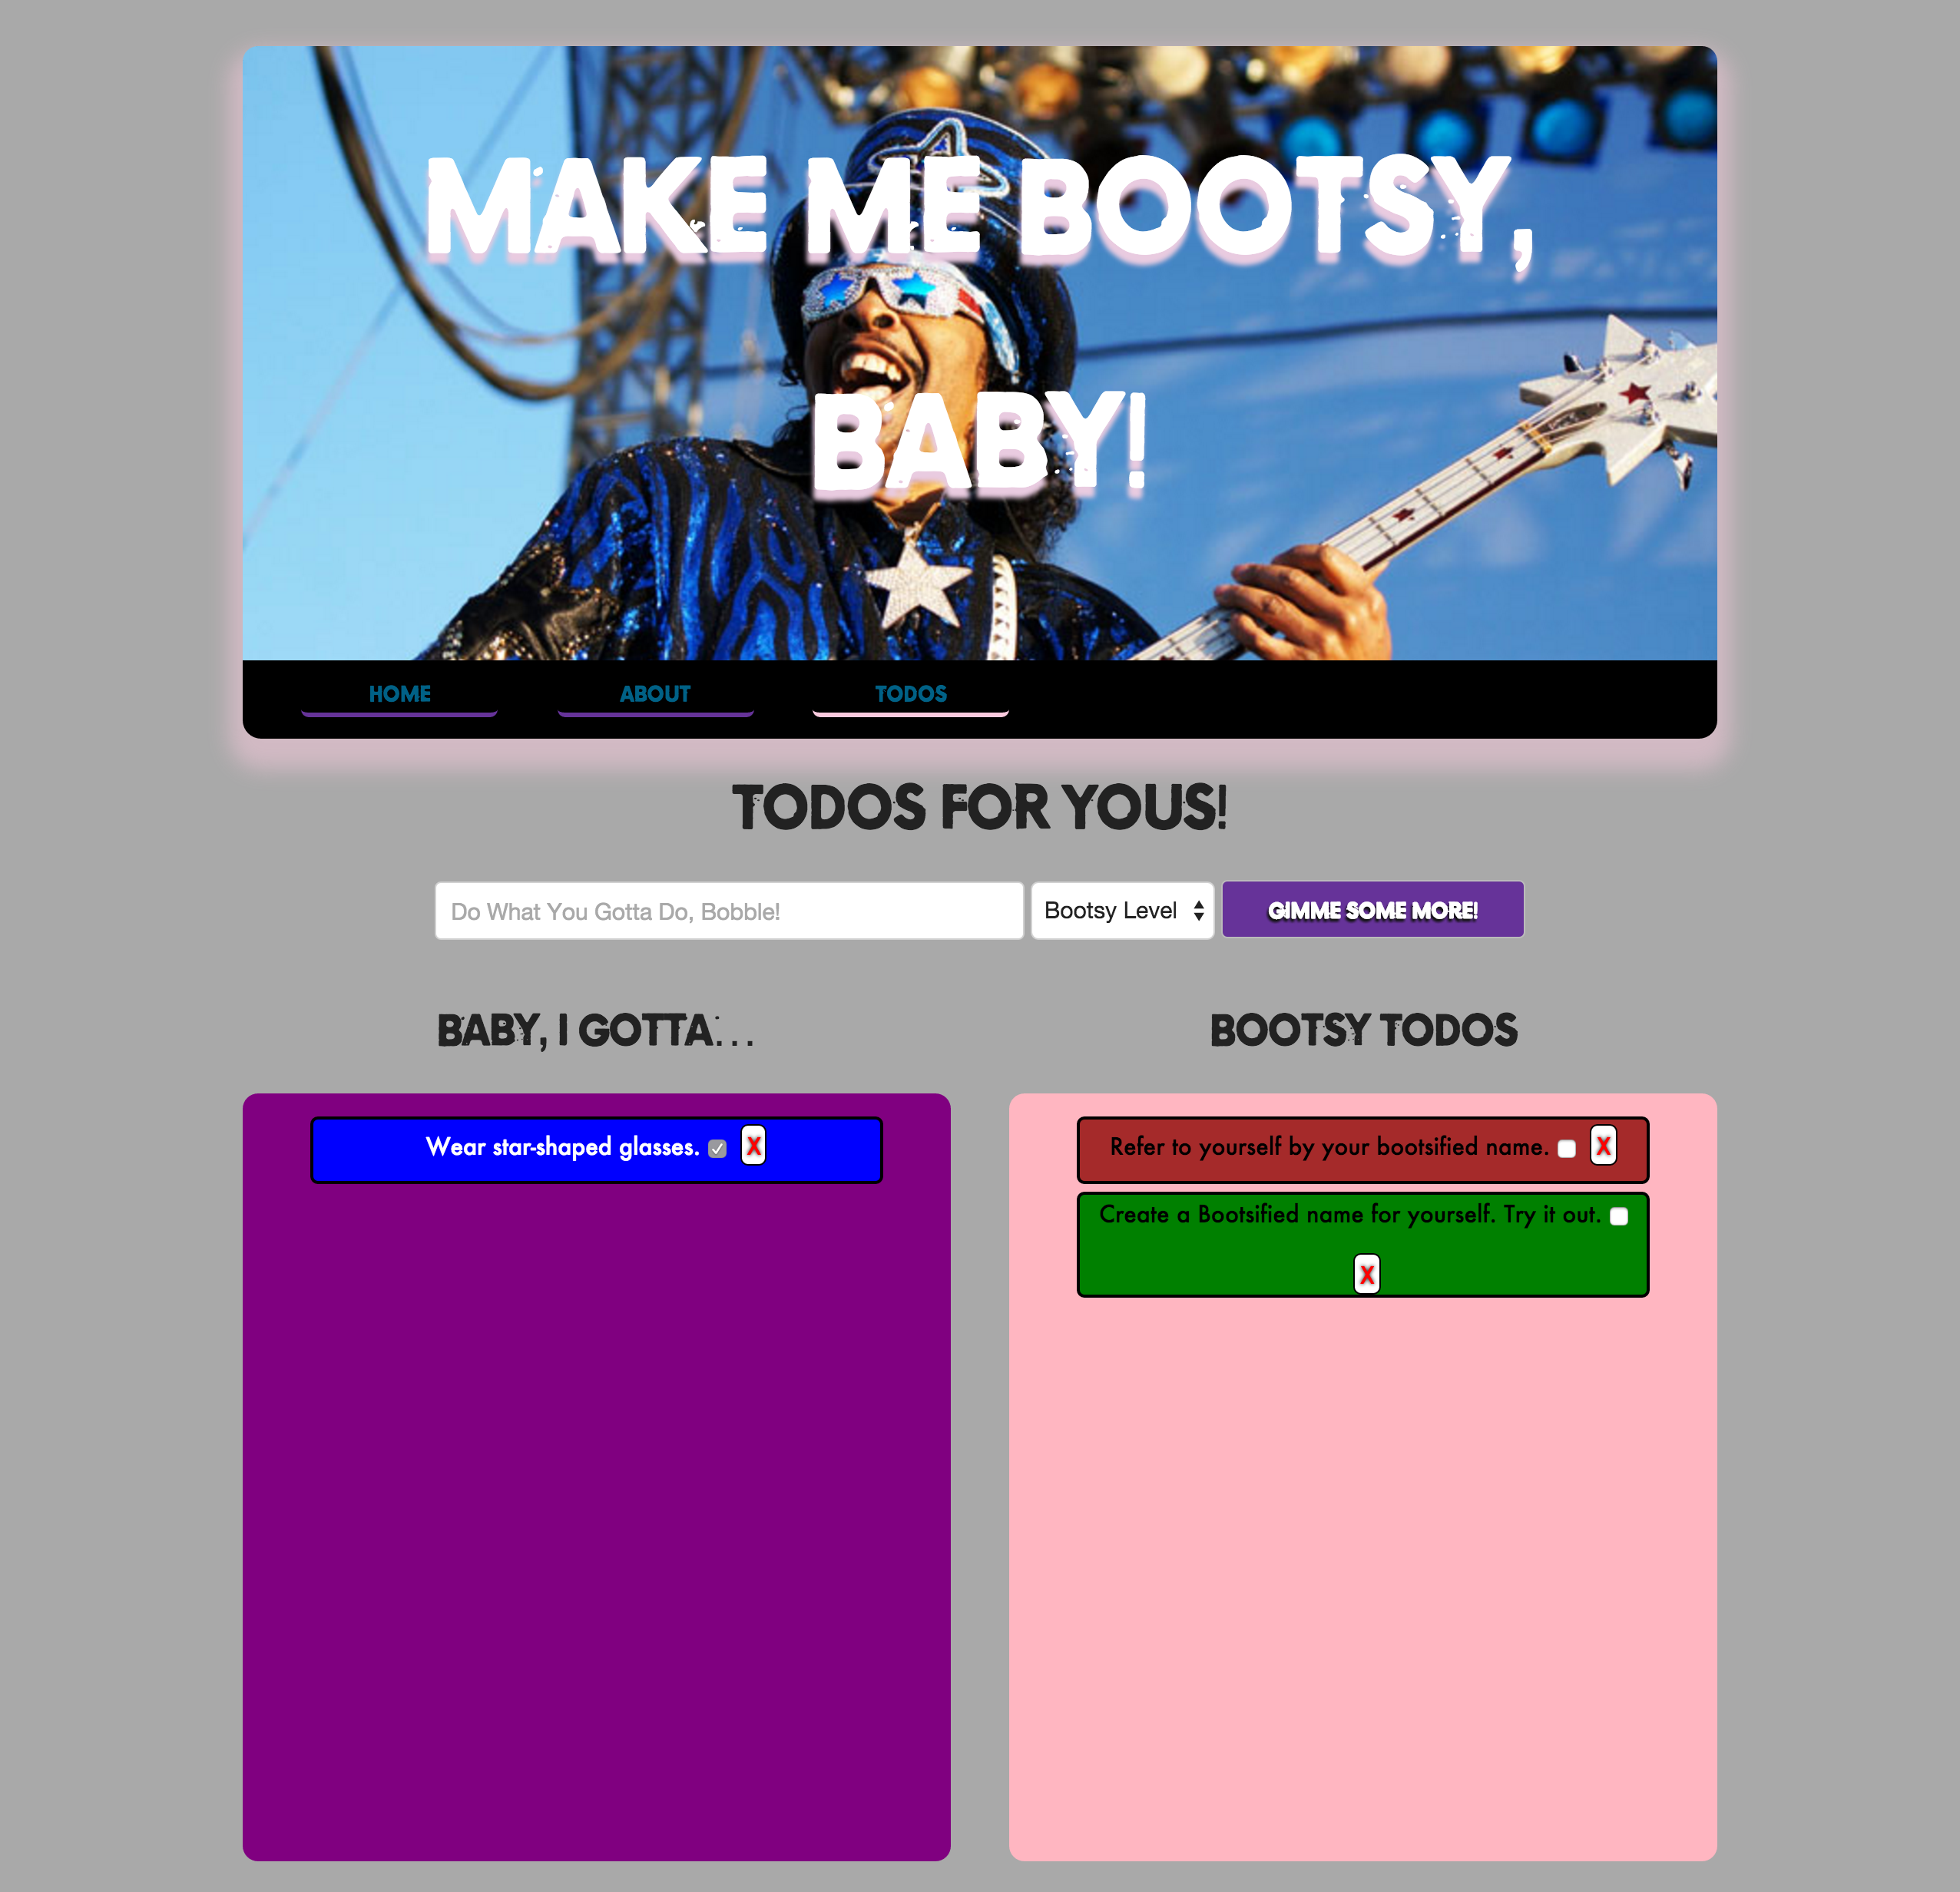 MAKE ME BOOTSY,
BABY!
HOME ABOUT TODOS
TODOS FOR YOUS!
Do What You Gotta Do, Bobble! Bootsy Level GIMME SOME MORE!
BABY, I GOTTA... BOOTSY TODOS
Wear star-shaped glasses. X
Refer to yourself by your bootsified name. X
Create a Bootsified name for yourself. Try it out.
X